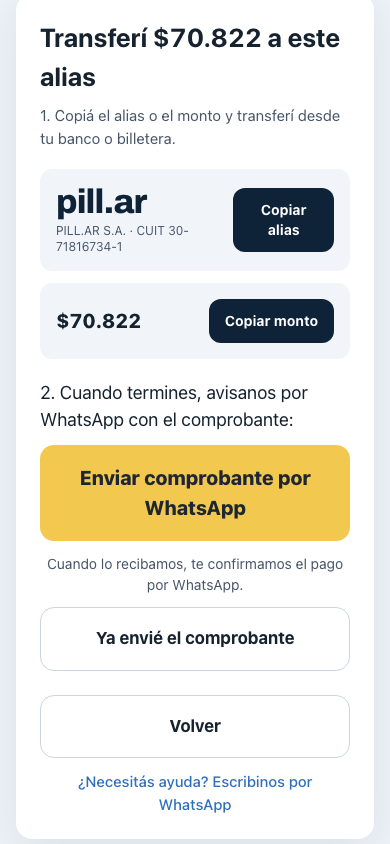 Transferí $70.822 a este
alias
1. Copiá el alias o el monto y transferí desde
tu banco o billetera.
pill.ar
PILL.AR S.A. · CUIT 30-
71816734-1
Copiar
alias
$70.822
Copiar monto
2. Cuando termines, avisanos por
WhatsApp con el comprobante:
Enviar comprobante por
WhatsApp
Cuando lo recibamos, te confirmamos el pago
por WhatsApp.
Ya envié el comprobante
Volver
¿Necesitás ayuda? Escribinos por
WhatsApp